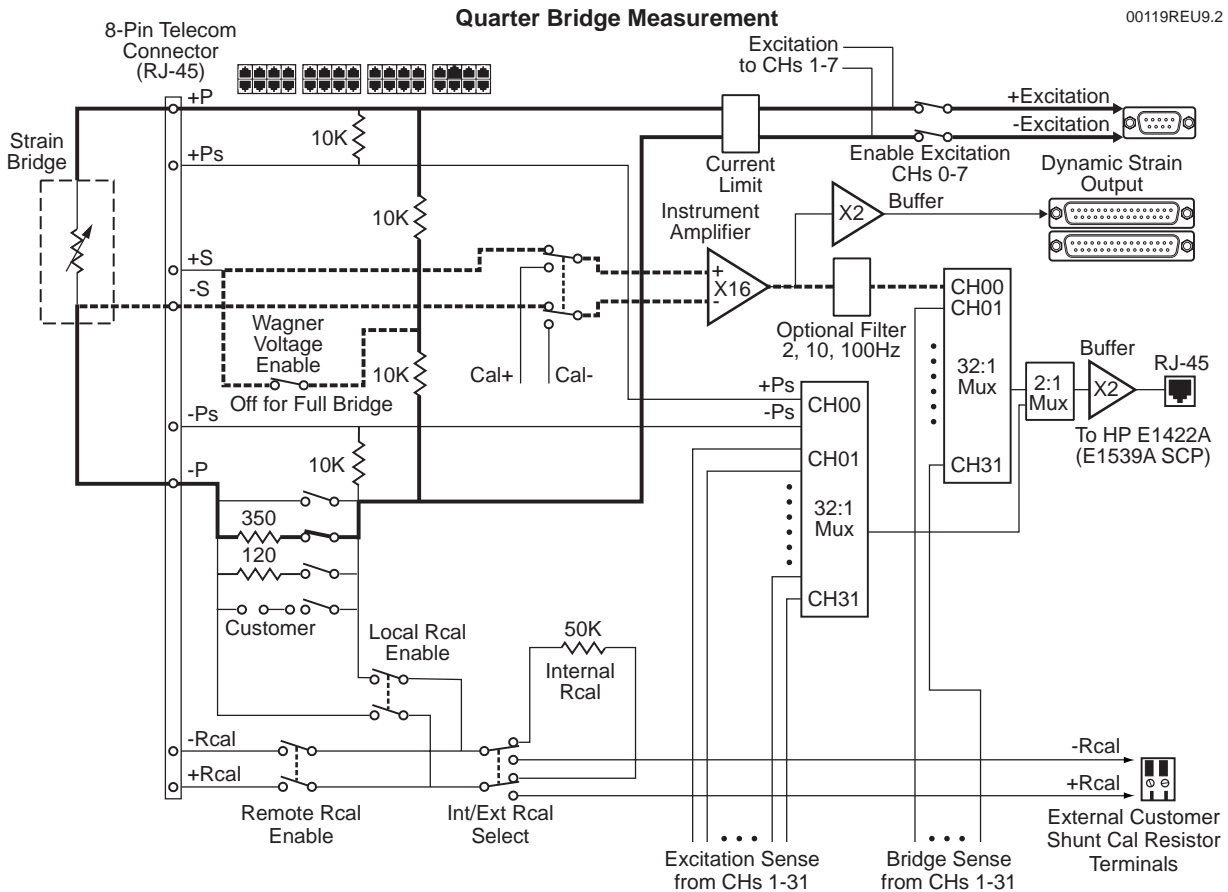 Quarter Bridge Measurement
00119REU9.2
8-Pin Telecom
Connector
(RJ-45)
Excitation
to CHs 1-7
+P
+Excitation
-Excitation
10K
Strain
Bridge
+Ps
Current
Limit
Enable Excitation
CHs 0-7
Dynamic Strain
Output
10K
Instrument
Amplifier
X2
Buffer
+S
-S
+
X16
-
CH00
CH01
Wagner
Voltage
Enable
Optional Filter
2, 10, 100Hz
10K
Cal+
Cal-
32:1
Mux
Buffer
RJ-45
Off for Full Bridge
+Ps
-Ps
2:1
Mux
X2
-Ps
CH00
To HP E1422A
(E1539A SCP)
-P
10K
CH01
CH31
350
32:1
Mux
120
CH31
Customer
Local Rcal
Enable
50K
Internal
Rcal
-Rcal
-Rcal
+Rcal
+Rcal
Remote Rcal
Enable
Int/Ext Rcal
Select
External Customer
Shunt Cal Resistor
Terminals
Excitation Sense
from CHs 1-31
Bridge Sense
from CHs 1-31